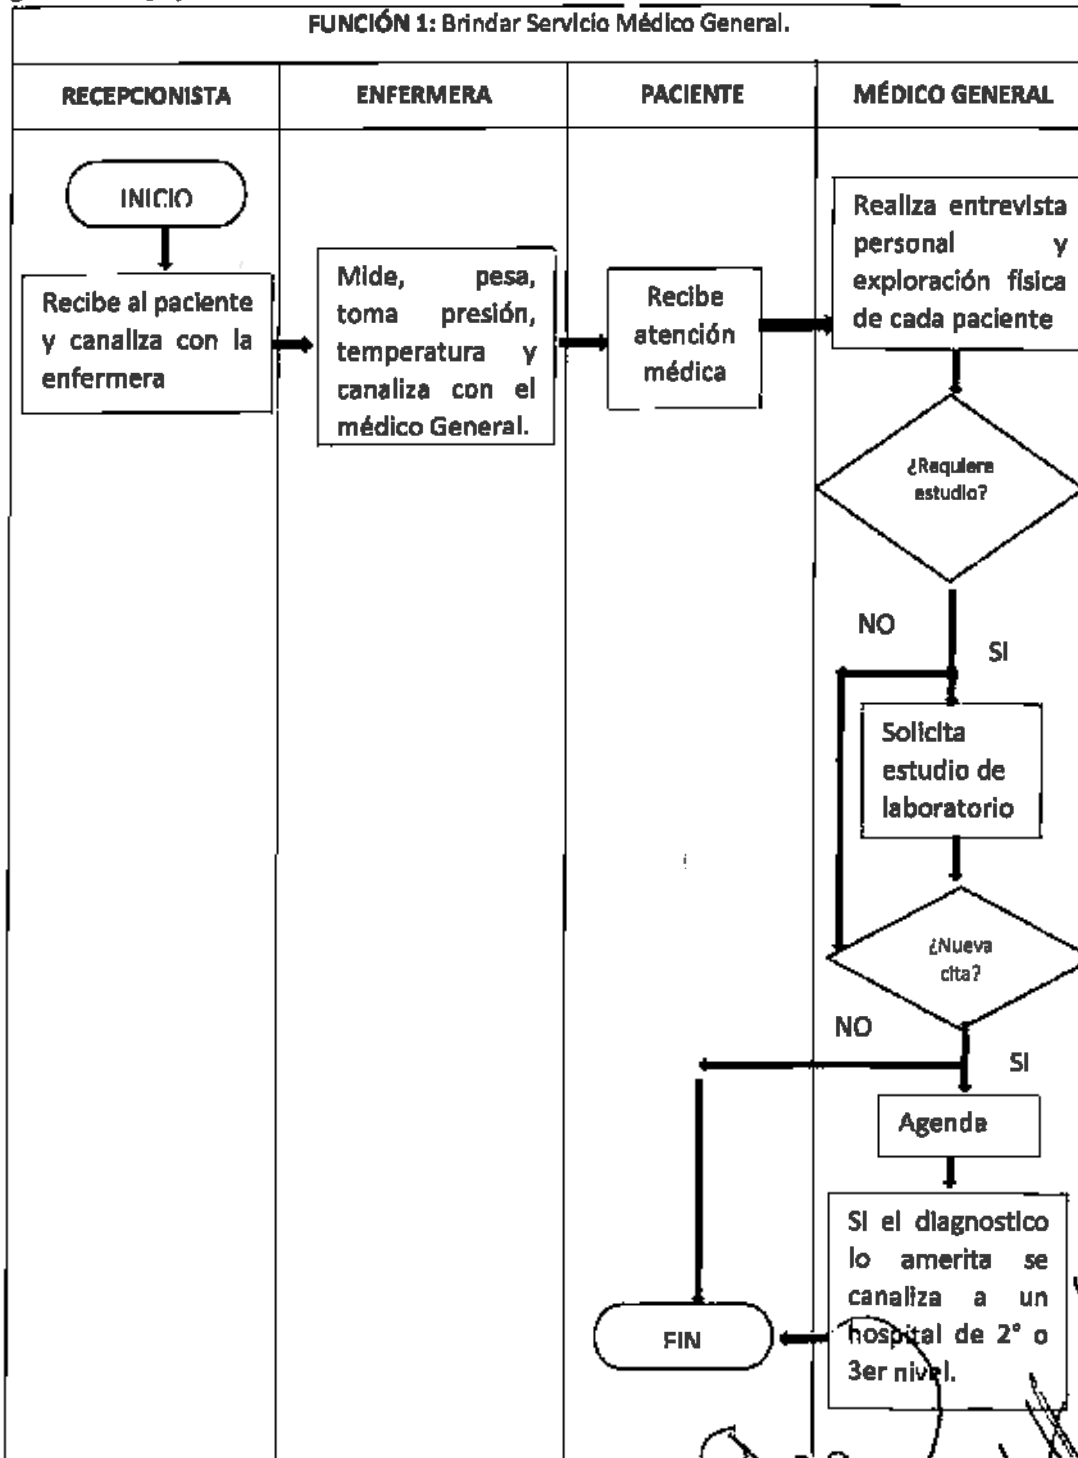 FUNCIÓN 1: Brindar Servicio Médico General.
RECEPCIONISTA
ENFERMERA
PACIENTE
MÉDICO GENERAL
INICIO
Recibe al paciente
y canaliza con la
enfermera
Mide, pesa,
toma presión,
temperatura y
canaliza con el
médico General.
Recibe
atención
médica
Realiza entrevista
personal y
exploración física
de cada paciente
¿Requiere
estudio?
NO
SI
Solicita
estudio de
laboratorio
¿Nueva
cita?
NO
SI
Agenda
Si el diagnostico
lo amerita se
canaliza a un
hospital de 2° o
3er nivel.
FIN